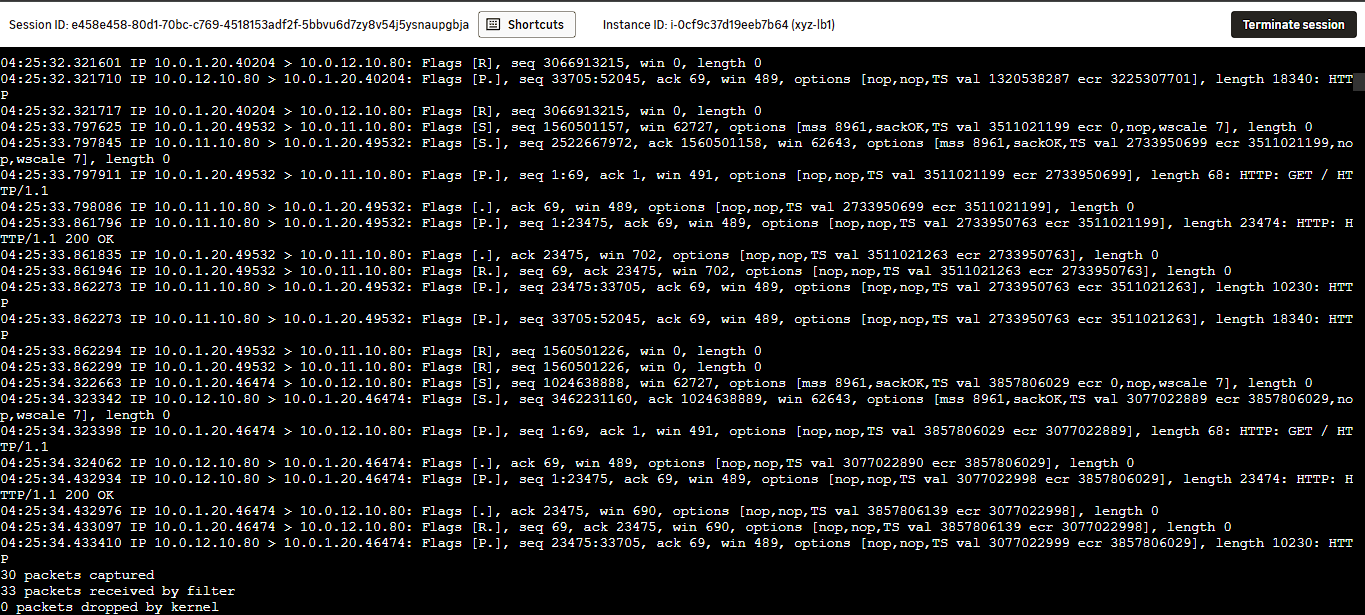 Session ID: e458e458-80d1-70bc-c769-4518153adf2f-5bbvu6d7zy8v54j5ysnaupgbja Shortcuts Instance ID: i-0cf9c37d19eeb7b64 (xyz-lb1) Terminate session
04:25:32.321601 IP 10.0.1.20.40204 > 10.0.12.10.80: Flags [R], seq 3066913215, win 0, length 0
04:25:32.321710 IP 10.0.12.10.80 > 10.0.1.20.40204: Flags [P.], seq 33705:52045, ack 69, win 489, options [nop,nop,TS val 1320538287 ecr 3225307701], length 18340: HTT
P
04:25:32.321717 IP 10.0.1.20.40204 > 10.0.12.10.80: Flags [R], seq 3066913215, win 0, length 0
04:25:33.797625 IP 10.0.1.20.49532 > 10.0.11.10.80: Flags [S], seq 1560501157, win 62727, options [mss 8961,sackOK,TS val 3511021199 ecr 0,nop,wscale 7], length 0
04:25:33.797845 IP 10.0.11.10.80 > 10.0.1.20.49532: Flags [S.], seq 2522667972, ack 1560501158, win 62643, options [mss 8961,sackOK,TS val 2733950699 ecr 3511021199,no
p,wscale 7], length 0
04:25:33.797911 IP 10.0.1.20.49532 > 10.0.11.10.80: Flags [P.], seq 1:69, ack 1, win 491, options [nop,nop,TS val 3511021199 ecr 2733950699], length 68: HTTP: GET / HT
TP/1.1
04:25:33.798086 IP 10.0.11.10.80 > 10.0.1.20.49532: Flags [.], ack 69, win 489, options [nop,nop,TS val 2733950699 ecr 3511021199], length 0
04:25:33.861796 IP 10.0.11.10.80 > 10.0.1.20.49532: Flags [P.], seq 1:23475, ack 69, win 489, options [nop,nop,TS val 2733950763 ecr 3511021199], length 23474: HTTP: H
TTP/1.1 200 OK
04:25:33.861835 IP 10.0.1.20.49532 > 10.0.11.10.80: Flags [.], ack 23475, win 702, options [nop,nop,TS val 3511021263 ecr 2733950763], length 0
04:25:33.861946 IP 10.0.1.20.49532 > 10.0.11.10.80: Flags [R.], seq 69, ack 23475, win 702, options [nop,nop,TS val 3511021263 ecr 2733950763], length 0
04:25:33.862273 IP 10.0.11.10.80 > 10.0.1.20.49532: Flags [P.], seq 23475:33705, ack 69, win 489, options [nop,nop,TS val 2733950763 ecr 3511021263], length 10230: HTT
P
04:25:33.862273 IP 10.0.11.10.80 > 10.0.1.20.49532: Flags [P.], seq 33705:52045, ack 69, win 489, options [nop,nop,TS val 2733950763 ecr 3511021263], length 18340: HTT
P
04:25:33.862294 IP 10.0.1.20.49532 > 10.0.11.10.80: Flags [R], seq 1560501226, win 0, length 0
04:25:33.862299 IP 10.0.1.20.49532 > 10.0.11.10.80: Flags [R], seq 1560501226, win 0, length 0
04:25:34.322663 IP 10.0.1.20.46474 > 10.0.12.10.80: Flags [S], seq 1024638888, win 62727, options [mss 8961,sackOK,TS val 3857806029 ecr 0,nop,wscale 7], length 0
04:25:34.323342 IP 10.0.12.10.80 > 10.0.1.20.46474: Flags [S.], seq 3462231160, ack 1024638889, win 62643, options [mss 8961,sackOK,TS val 3077022889 ecr 3857806029,no
p,wscale 7], length 0
04:25:34.323398 IP 10.0.1.20.46474 > 10.0.12.10.80: Flags [P.], seq 1:69, ack 1, win 491, options [nop,nop,TS val 3857806029 ecr 3077022889], length 68: HTTP: GET / HT
TP/1.1
04:25:34.324062 IP 10.0.12.10.80 > 10.0.1.20.46474: Flags [.], ack 69, win 489, options [nop,nop,TS val 3077022890 ecr 3857806029], length 0
04:25:34.432934 IP 10.0.12.10.80 > 10.0.1.20.46474: Flags [P.], seq 1:23475, ack 69, win 489, options [nop,nop,TS val 3077022998 ecr 3857806029], length 23474: HTTP: H
TTP/1.1 200 OK
04:25:34.432976 IP 10.0.1.20.46474 > 10.0.12.10.80: Flags [.], ack 23475, win 690, options [nop,nop,TS val 3857806139 ecr 3077022998], length 0
04:25:34.433097 IP 10.0.1.20.46474 > 10.0.12.10.80: Flags [R.], seq 69, ack 23475, win 690, options [nop,nop,TS val 3857806139 ecr 3077022998], length 0
04:25:34.433410 IP 10.0.12.10.80 > 10.0.1.20.46474: Flags [P.], seq 23475:33705, ack 69, win 489, options [nop,nop,TS val 3077022999 ecr 3857806029], length 10230: HTT
P
30 packets captured
33 packets received by filter
0 packets dropped by kernel